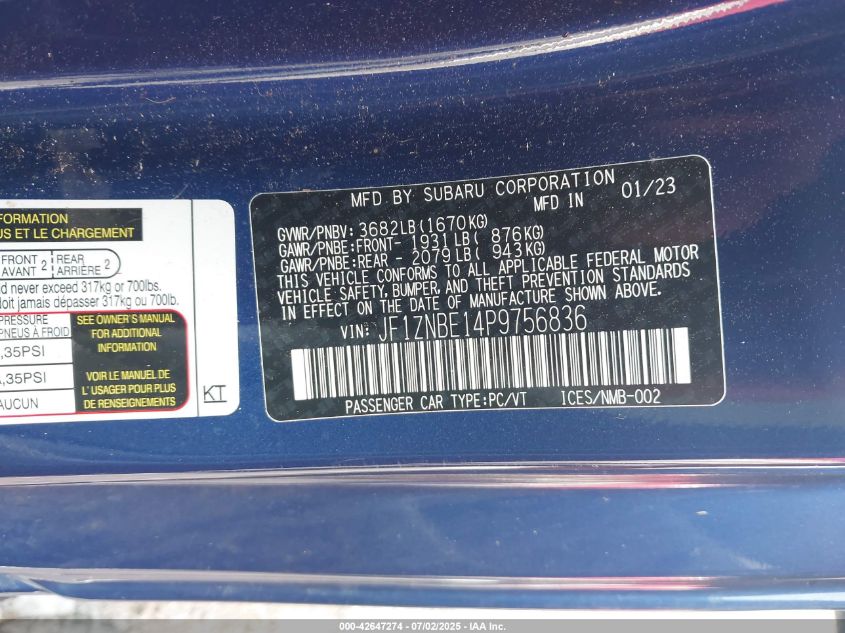 FORMATION
US ET LE CHARGEMENT
FRONT 2 REAR 2
AVANT ARRIÈRE
d never exceed 317kg or 700lbs.
doit jamais dépasser 317kg ou 700lb.
PRESSURE
PNEUS À FROID
,35PSI
,35PSI
AUCUN
SEE OWNER'S MANUAL
FOR ADDITIONAL
INFORMATION
VOIR LE MANUEL DE
L' USAGER POUR PLUS
DE RENSEIGNEMENTS
KT
MFD BY SUBARU CORPORATION
MFD IN 01/23
GVWR/PNBV: 3682LB(1670KG)
GAWR/PNBE:FRONT- 1931LB( 876KG)
GAWR/PNBE:REAR - 2079LB( 943KG)
THIS VEHICLE CONFORMS TO ALL APPLICABLE FEDERAL MOTOR
VEHICLE SAFETY, BUMPER, AND THEFT PREVENTION STANDARDS
IN EFFECT ON THE DATE OF MANUFACTURE SHOWN ABOVE.
VIN: JF1ZNBE14P9756836
PASSENGER CAR TYPE:PC/VT ICES/NMB-002
000-42647274 - 07/02/2025 - IAA Inc.